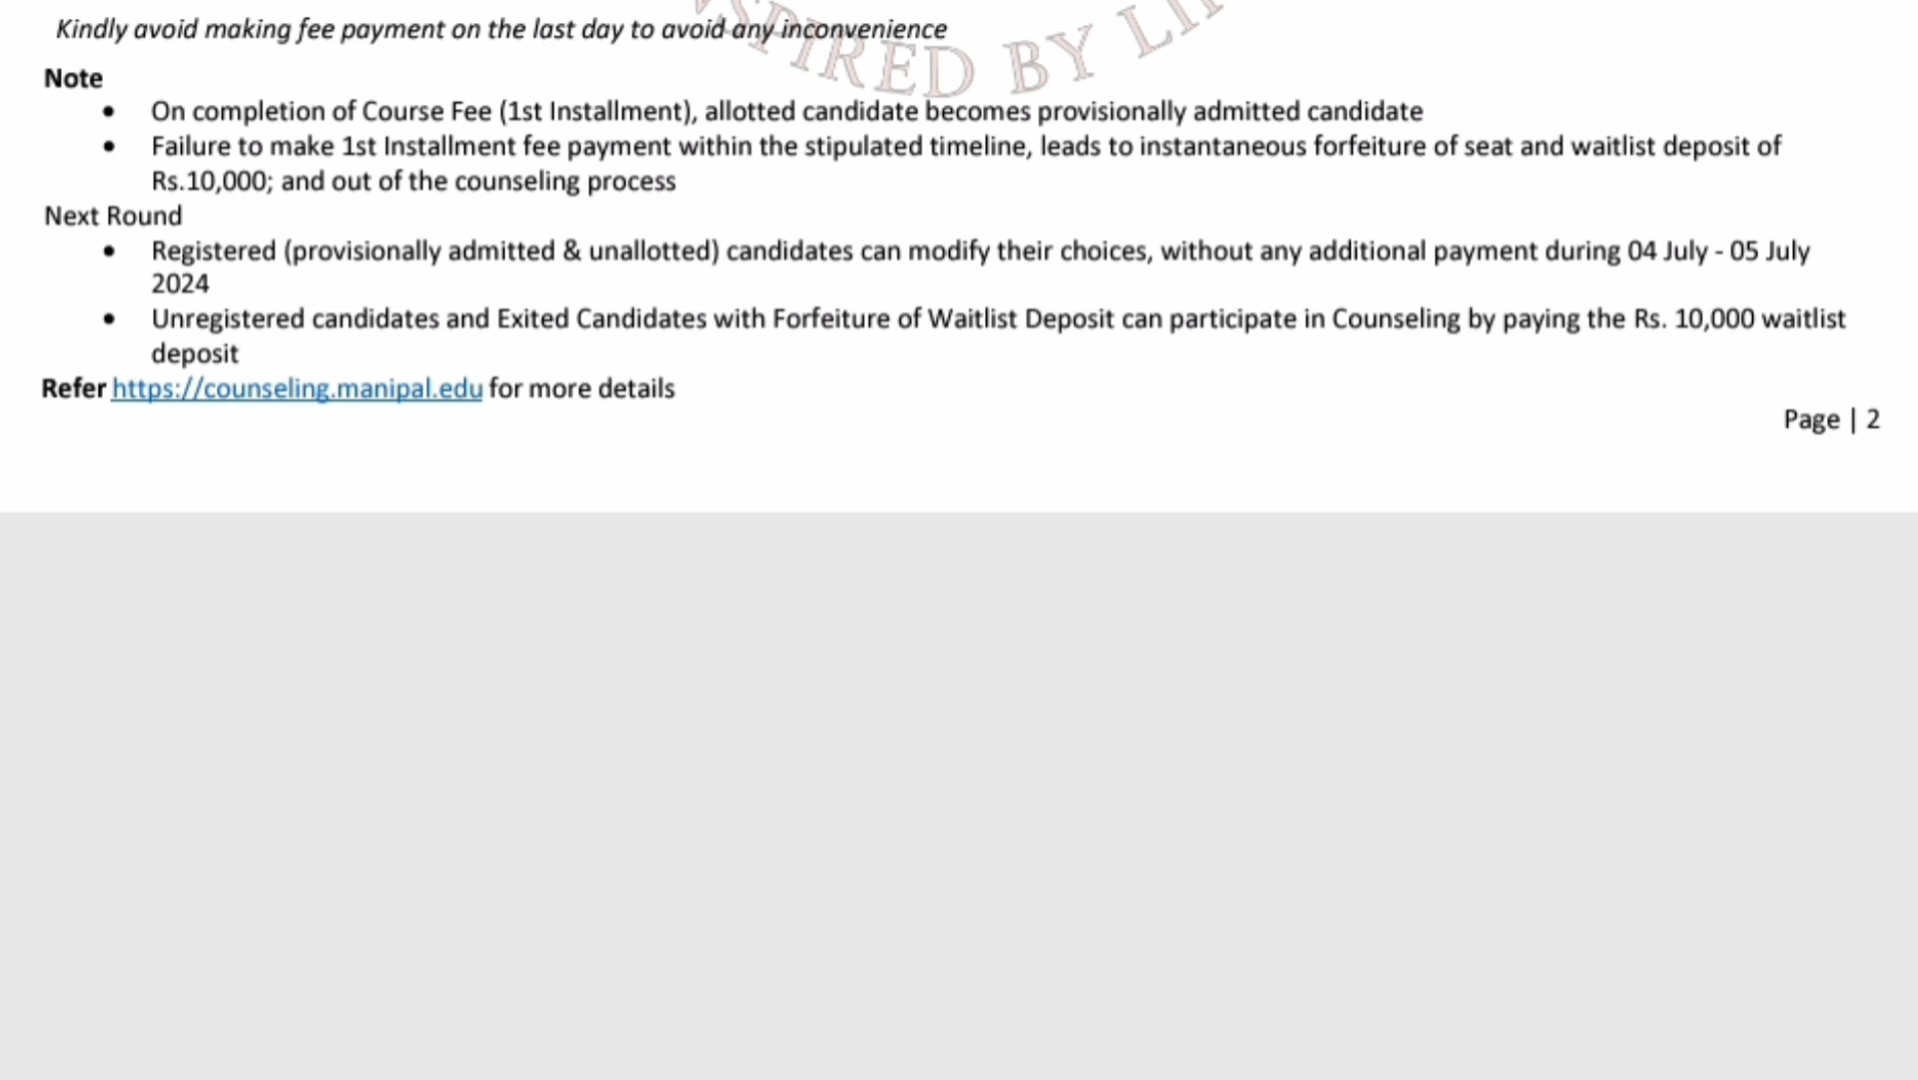 Kindly avoid making fee payment on the last day to avoid any inconvenience
SPIRED BY LI
Note
• On completion of Course Fee (1st Installment), allotted candidate becomes provisionally admitted candidate
• Failure to make 1st Installment fee payment within the stipulated timeline, leads to instantaneous forfeiture of seat and waitlist deposit of
Rs.10,000; and out of the counseling process
Next Round
• Registered (provisionally admitted & unallotted) candidates can modify their choices, without any additional payment during 04 July - 05 July
2024
• Unregistered candidates and Exited Candidates with Forfeiture of Waitlist Deposit can participate in Counseling by paying the Rs. 10,000 waitlist
deposit
Refer https://counseling.manipal.edu for more details
Page | 2